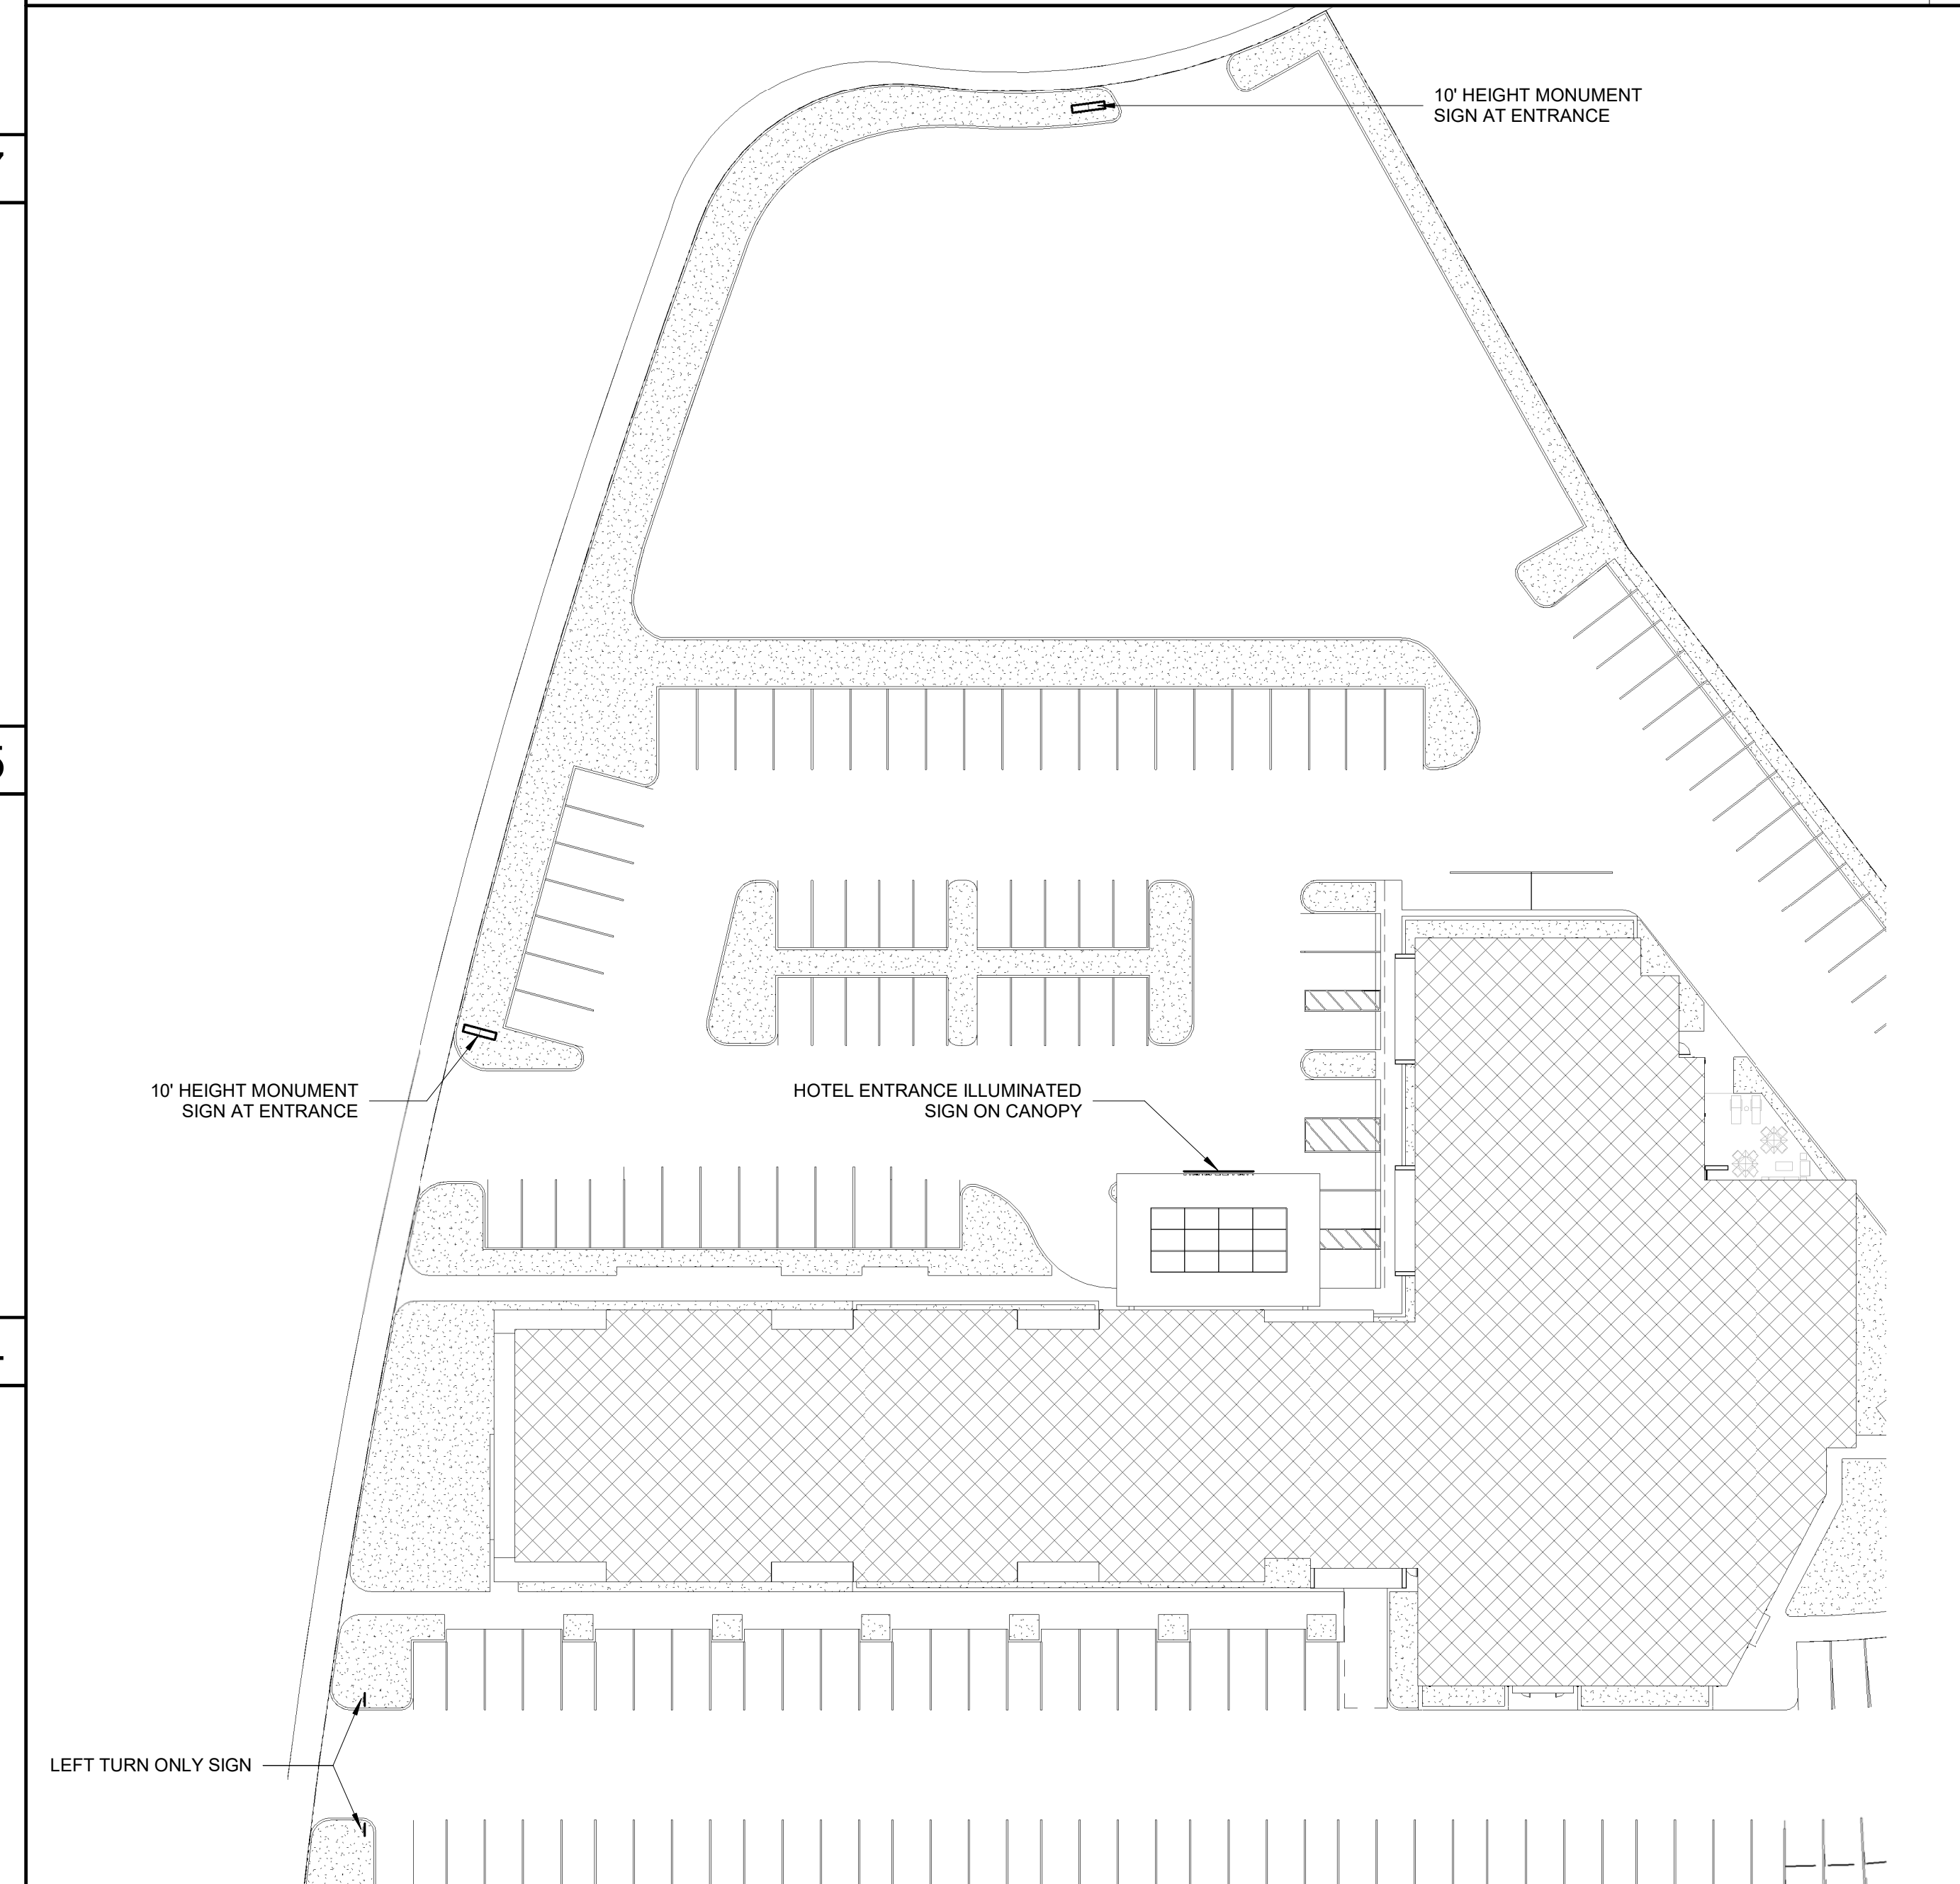 10' HEIGHT MONUMENT
SIGN AT ENTRANCE
10' HEIGHT MONUMENT
SIGN AT ENTRANCE
HOTEL ENTRANCE ILLUMINATED
SIGN ON CANOPY
LEFT TURN ONLY SIGN